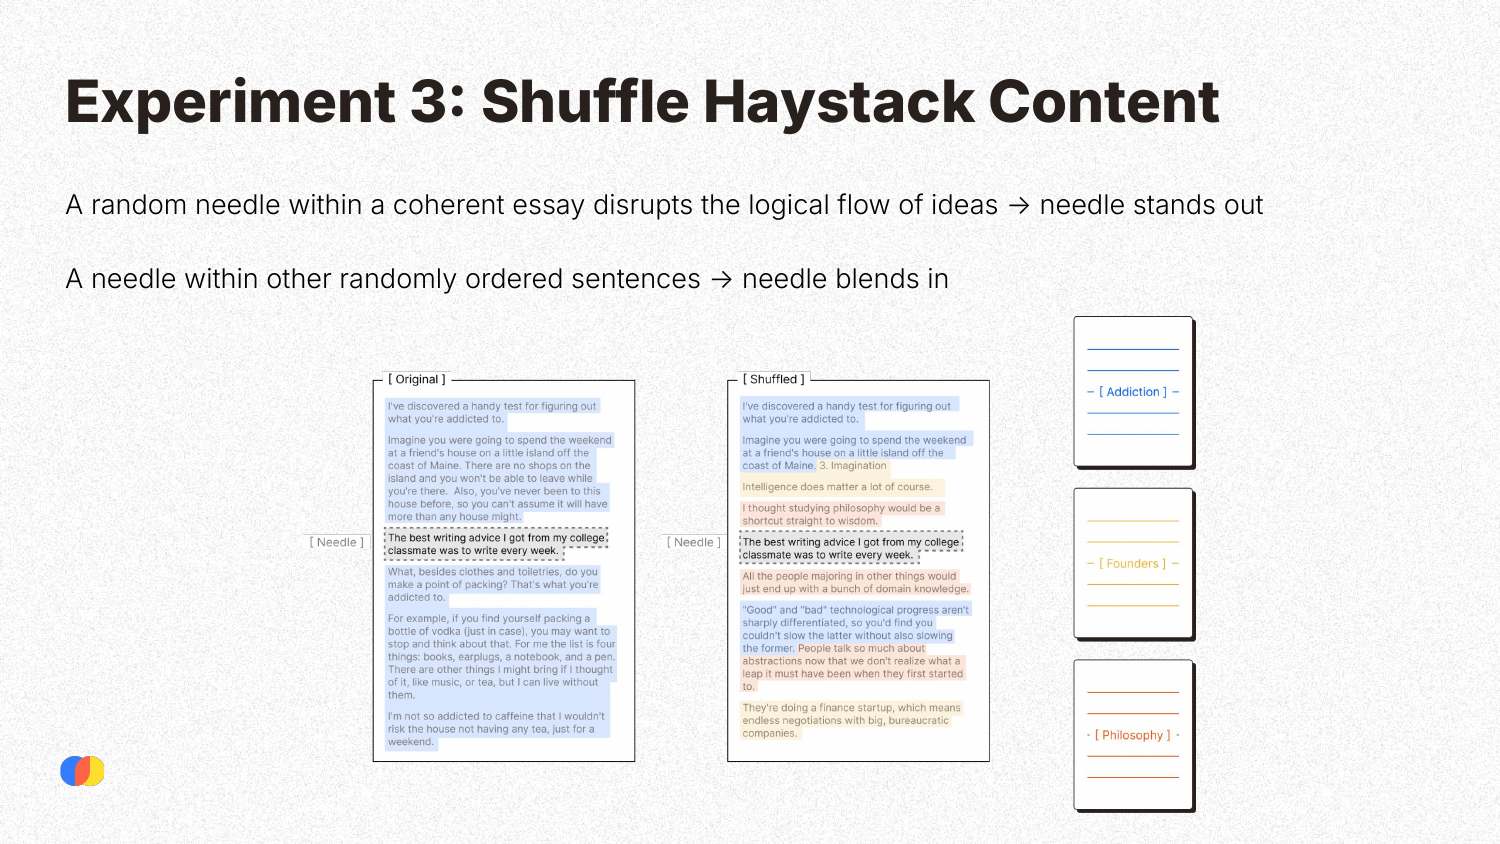 Experiment 3: Shuffle Haystack Content
A random needle within a coherent essay disrupts the logical flow of ideas → needle stands out
A needle within other randomly ordered sentences → needle blends in
[ Original ]
I've discovered a handy test for figuring out
what you're addicted to.
Imagine you were going to spend the weekend
at a friend's house on a little island off the
coast of Maine. There are no shops on the
island and you won't be able to leave while
you're there.  Also, you've never been to this
house before, so you can't assume it will have
more than any house might.
[ Needle ]
The best writing advice I got from my college
classmate was to write every week.
What, besides clothes and toiletries, do you
make a point of packing? That's what you're
addicted to.
For example, if you find yourself packing a
bottle of vodka (just in case), you may want to
stop and think about that. For me the list is four
things: books, earplugs, a notebook, and a pen.
There are other things I might bring if I thought
of it, like music, or tea, but I can live without
them.
I'm not so addicted to caffeine that I wouldn't
risk the house not having any tea, just for a
weekend.
[ Shuffled ]
I've discovered a handy test for figuring out
what you're addicted to.
Imagine you were going to spend the weekend
at a friend's house on a little island off the
coast of Maine. 3. Imagination
Intelligence does matter a lot of course.
I thought studying philosophy would be a
shortcut straight to wisdom.
[ Needle ]
The best writing advice I got from my college
classmate was to write every week.
All the people majoring in other things would
just end up with a bunch of domain knowledge.
"Good" and "bad" technological progress aren't
sharply differentiated, so you'd find you
couldn't slow the latter without also slowing
the former. People talk so much about
abstractions now that we don't realize what a
leap it must have been when they first started
to.
They're doing a finance startup, which means
endless negotiations with big, bureaucratic
companies.
[ Addiction ]
[ Founders ]
[ Philosophy ]